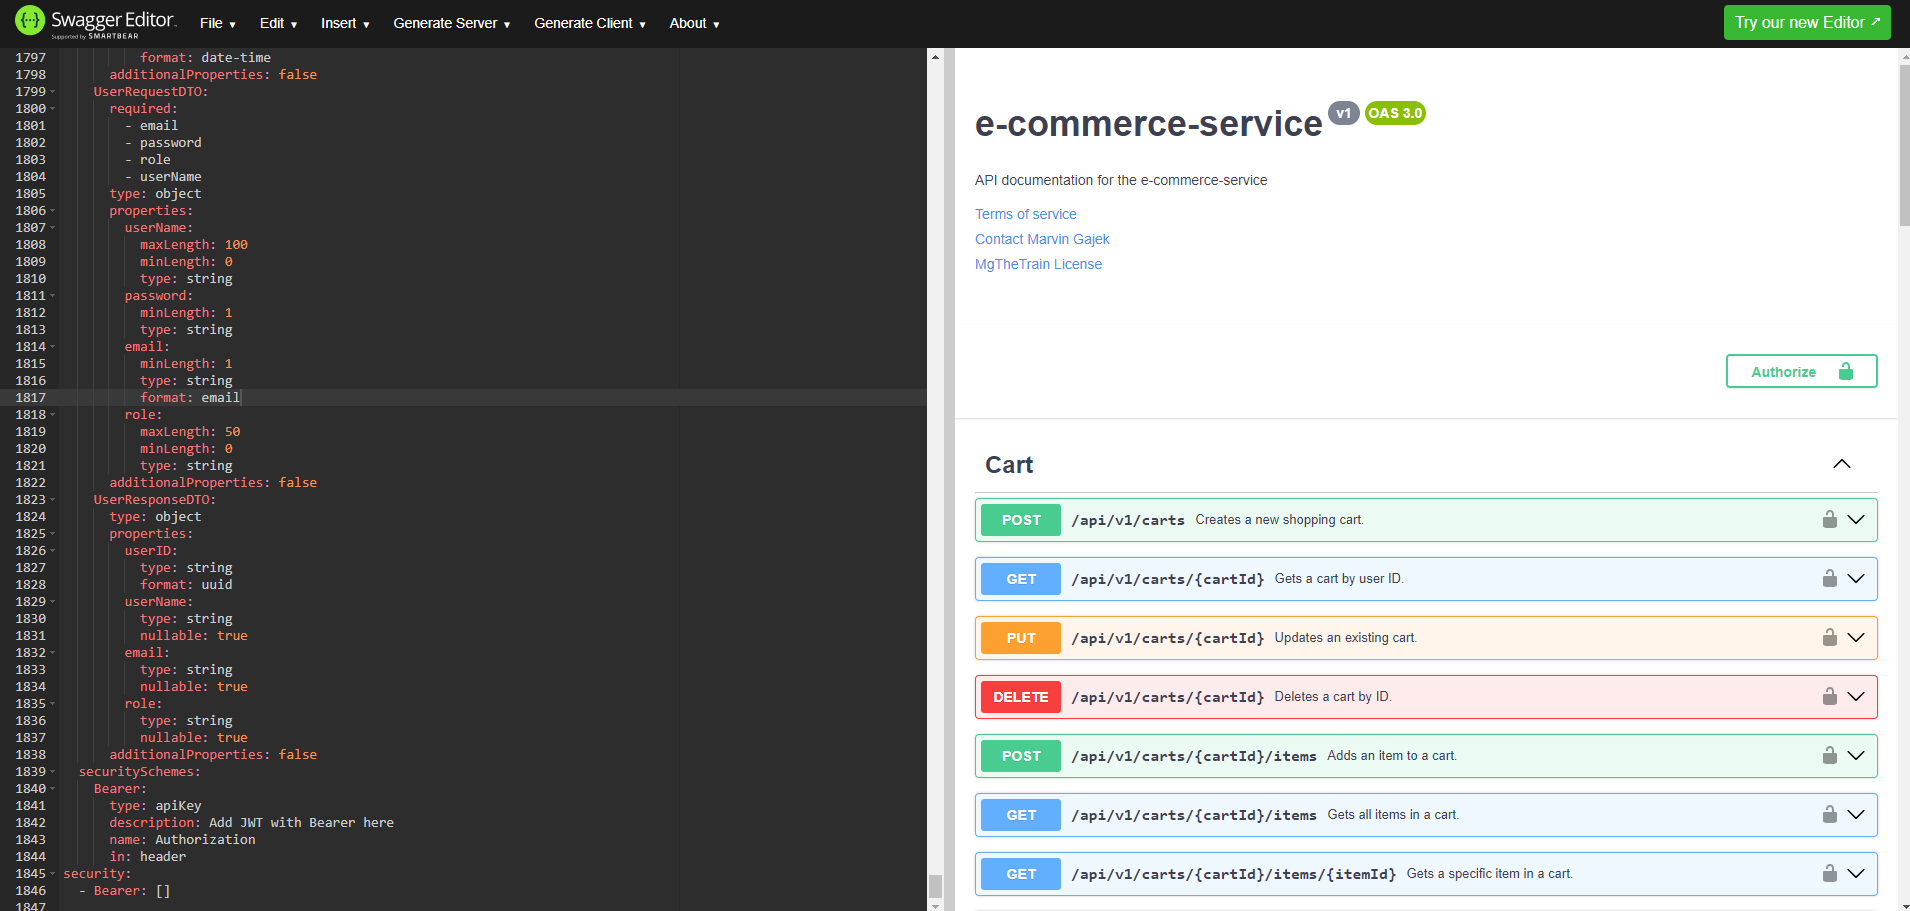 Swagger Editor.
Supported by SMARTBEAR
File ▾ Edit ▾ Insert ▾ Generate Server ▾ Generate Client ▾ About ▾
Try our new Editor ↗
1797 format: date-time
1798 additionalProperties: false
1799 UserRequestDTO:
1800 required:
1801 - email
1802 - password
1803 - role
1804 - userName
1805 type: object
1806 properties:
1807 userName:
1808 maxLength: 100
1809 minLength: 0
1810 type: string
1811 password:
1812 minLength: 1
1813 type: string
1814 email:
1815 minLength: 1
1816 type: string
1817 format: email
1818 role:
1819 maxLength: 50
1820 minLength: 0
1821 type: string
1822 additionalProperties: false
1823 UserResponseDTO:
1824 type: object
1825 properties:
1826 userID:
1827 type: string
1828 format: uuid
1829 userName:
1830 type: string
1831 nullable: true
1832 email:
1833 type: string
1834 nullable: true
1835 role:
1836 type: string
1837 nullable: true
1838 additionalProperties: false
1839 securitySchemes:
1840 Bearer:
1841 type: apiKey
1842 description: Add JWT with Bearer here
1843 name: Authorization
1844 in: header
1845 security:
1846 - Bearer: []
1847
e-commerce-service v1 OAS 3.0
API documentation for the e-commerce-service
Terms of service
Contact Marvin Gajek
MgTheTrain License
Authorize
Cart
POST /api/v1/carts Creates a new shopping cart.
GET /api/v1/carts/{cartId} Gets a cart by user ID.
PUT /api/v1/carts/{cartId} Updates an existing cart.
DELETE /api/v1/carts/{cartId} Deletes a cart by ID.
POST /api/v1/carts/{cartId}/items Adds an item to a cart.
GET /api/v1/carts/{cartId}/items Gets all items in a cart.
GET /api/v1/carts/{cartId}/items/{itemId} Gets a specific item in a cart.